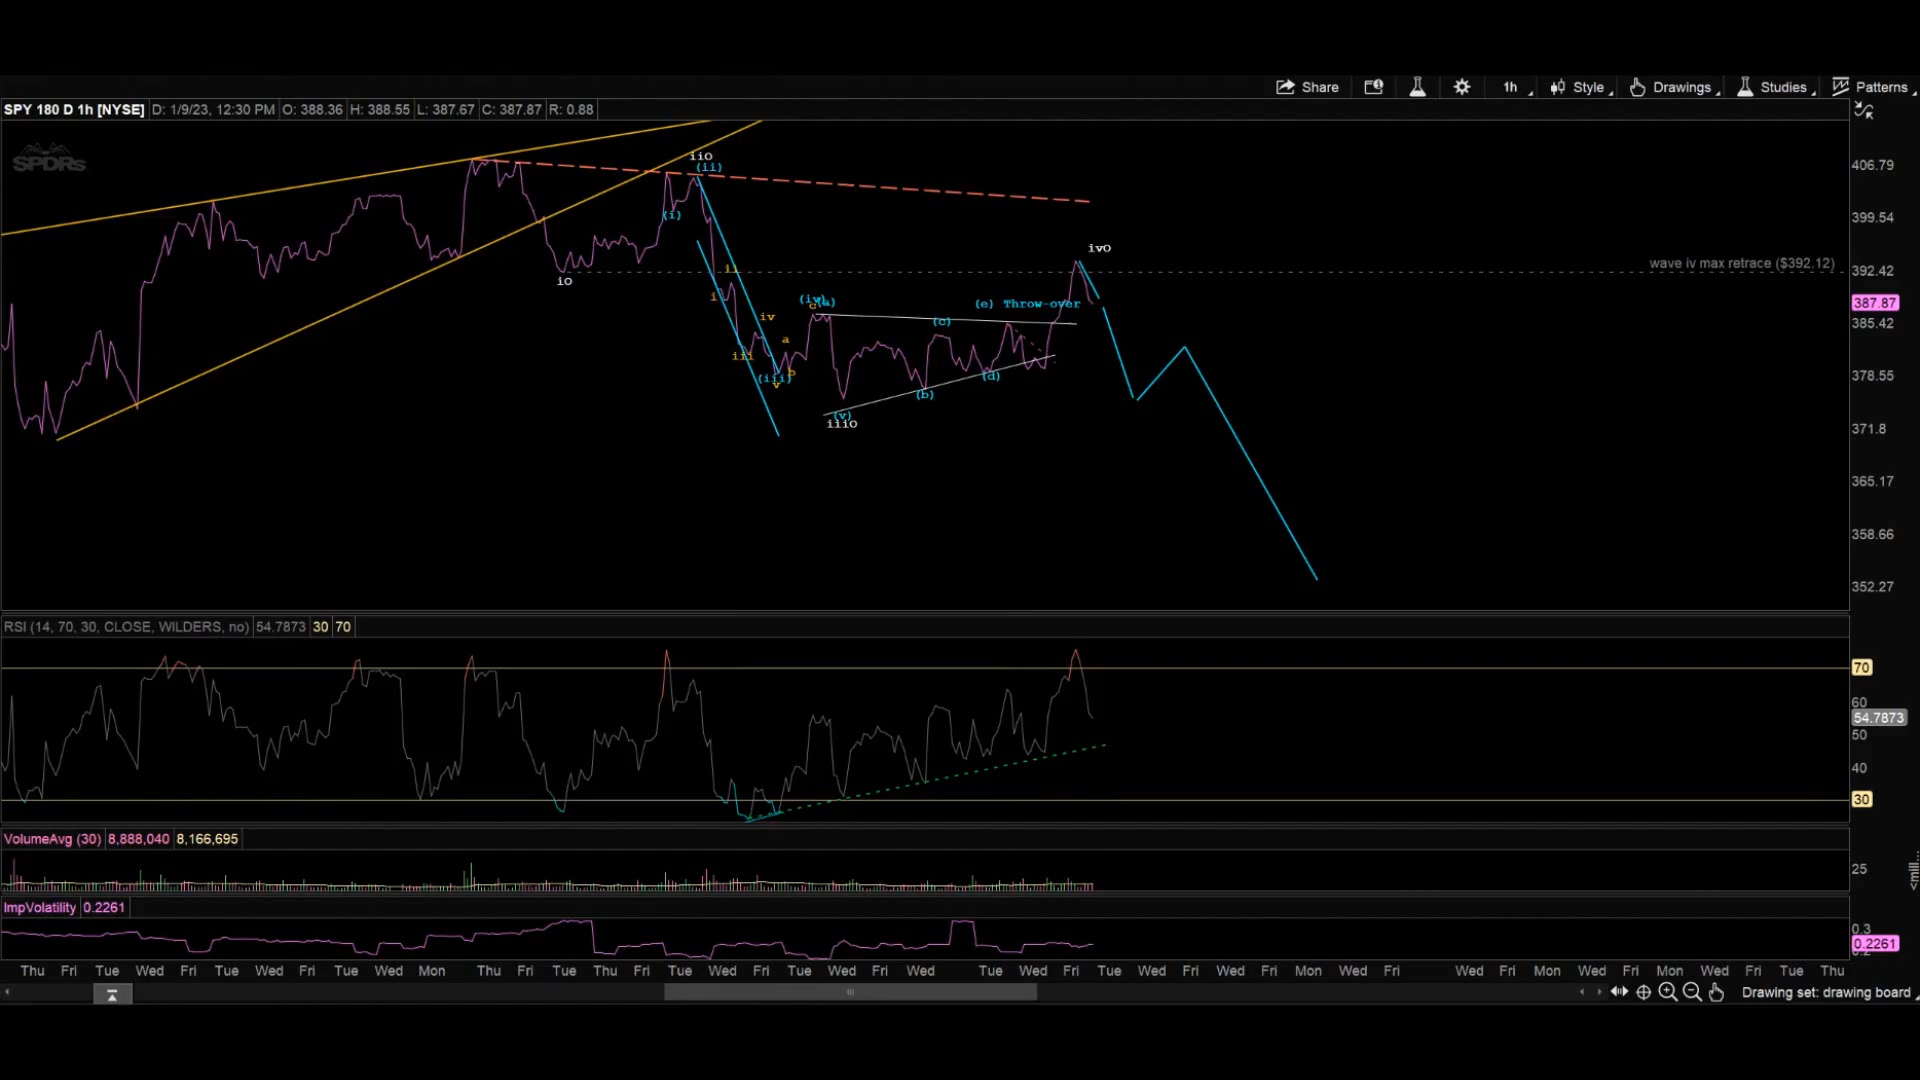 Share 1h Style Drawings Studies Patterns
SPY 180 D 1h [NYSE] D: 1/9/23, 12:30 PM O: 388.36 H: 388.55 L: 387.67 C: 387.87 R: 0.88
SPDRs
iiO
(ii)
406.79
(i)
399.54
ivO
wave iv max retrace ($392.12)
ii
392.42
iO
i
(iv) (a)
c
(e) Throw-over
387.87
iv
(c)
385.42
a
iii
b
(iii)
v
(d)
378.55
(b)
(v)
iiiO
371.8
365.17
358.66
352.27
RSI (14, 70, 30, CLOSE, WILDERS, no) 54.7873 30 70
70
60
54.7873
50
40
30
VolumeAvg (30) 8,888,040 8,166,695
25
ImpVolatility 0.2261
0.3
0.2261
Thu Fri Tue Wed Fri Tue Wed Fri Tue Wed Mon Thu Fri Tue Thu Fri Tue Wed Fri Tue Wed Fri Wed Tue Wed Fri Tue Wed Fri Wed Fri Mon Wed Fri Wed Fri Mon Wed Fri Mon Wed Fri Tue Thu
Drawing set: drawing board